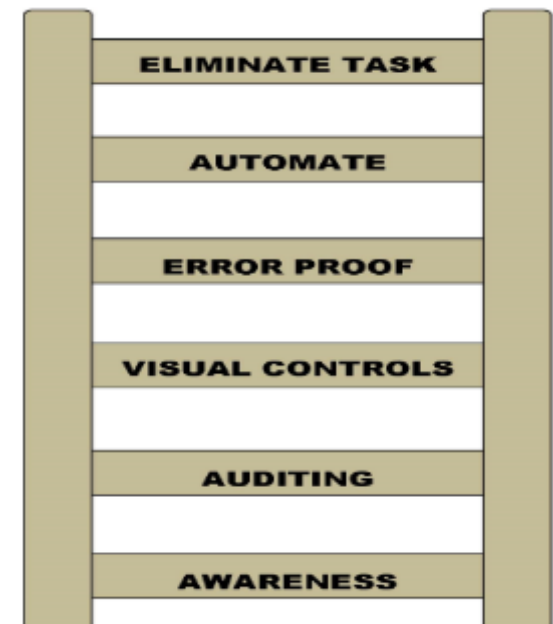 ELIMINATE TASK
AUTOMATE
ERROR PROOF
VISUAL CONTROLS
AUDITING
AWARENESS